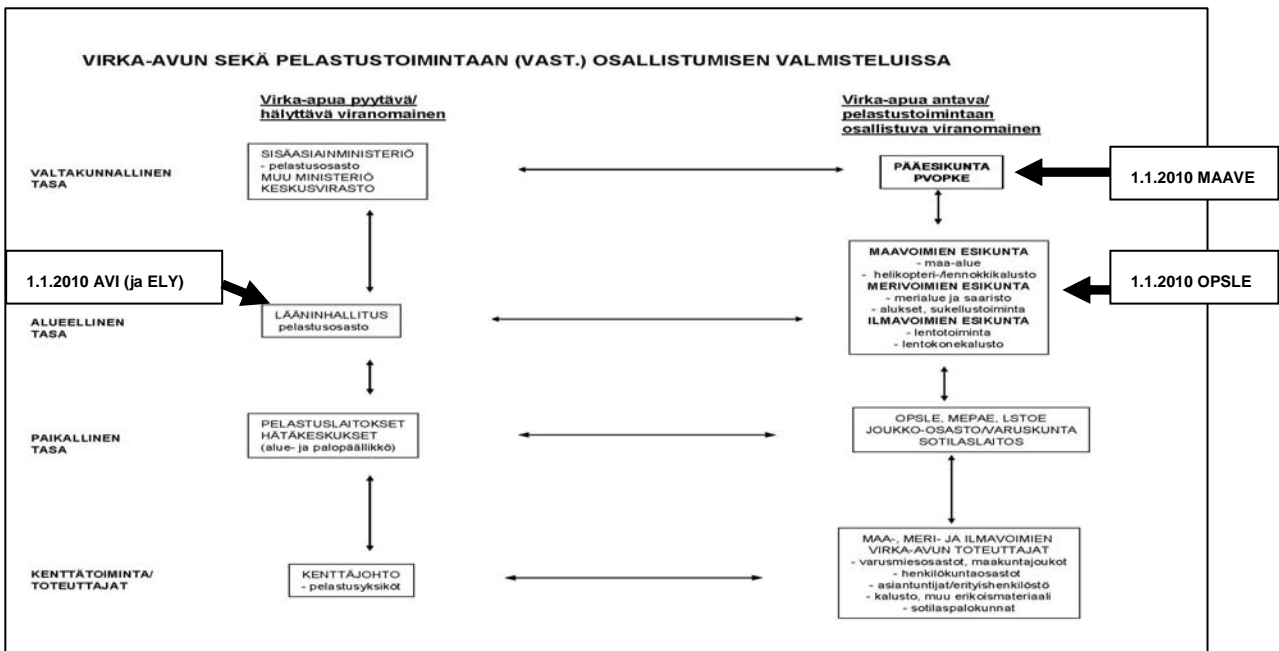 VIRKA-AVUN SEKÄ PELASTUSTOIMINTAAN (VAST.) OSALLISTUMISEN VALMISTELUISSA
Virka-apua pyytävä/
hälyttävä viranomainen
Virka-apua antava/
pelastustoimintaan
osallistuva viranomainen
VALTAKUNNALLINEN
TASA
SISÄASIAINMINISTERIÖ
- pelastusosasto
MUU MINISTERIÖ
KESKUSVIRASTO
PÄÄESIKUNTA
PVOPKE
1.1.2010 MAAVE
1.1.2010 AVI (ja ELY)
ALUEELLINEN
TASA
LÄÄNINHALLITUS
pelastusosasto
MAAVOIMIEN ESIKUNTA
- maa-alue
- helikopteri-/lennokkikalusto
MERIVOIMIEN ESIKUNTA
- merialue ja saaristo
- alukset, sukellustoiminta
ILMAVOIMIEN ESIKUNTA
- lentotoiminta
- lentokonekalusto
1.1.2010 OPSLE
PAIKALLINEN
TASA
PELASTUSLAITOKSET
HÄTÄKESKUKSET
(alue- ja palopäällikkö)
OPSLE, MEPAE, LSTOE
JOUKKO-OSASTO/VARUSKUNTA
SOTILASLAITOS
KENTTÄTOIMINTA/
TOTEUTTAJAT
KENTTÄJOHTO
- pelastusyksiköt
MAA-, MERI- JA ILMAVOIMIEN
VIRKA-AVUN TOTEUTTAJAT
- varusmiesosastot, maakuntajoukot
- henkilökuntaosastot
- asiantuntijat/erityishenkilöstö
- kalusto, muu erikoismateriaali
- sotilaspalokunnat